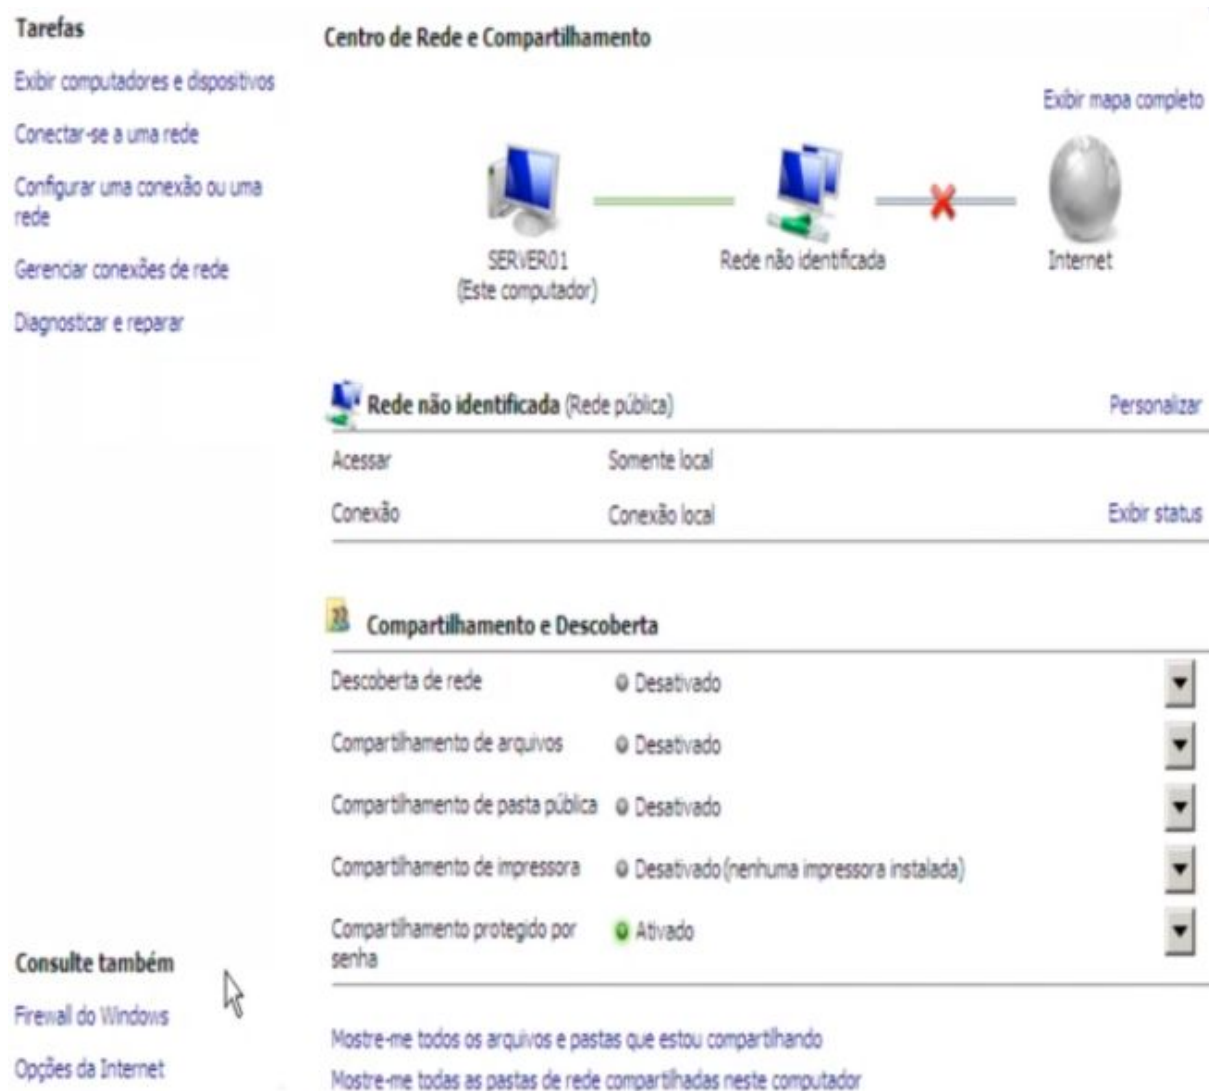 Tarefas
Exibir computadores e dispositivos
Conectar-se a uma rede
Configurar uma conexão ou uma
rede
Gerenciar conexões de rede
Diagnosticar e reparar
Consulte também
Firewall do Windows
Opções da Internet
Centro de Rede e Compartilhamento
Exibir mapa completo
SERVER01
(Este computador)
Rede não identificada
Internet
Rede não identificada (Rede pública) Personalizar
Acessar Somente local
Conexão Conexão local Exibir status
Compartilhamento e Descoberta
Descoberta de rede Desativado
Compartilhamento de arquivos Desativado
Compartilhamento de pasta pública Desativado
Compartilhamento de impressora Desativado (nenhuma impressora instalada)
Compartilhamento protegido por Ativado
senha
Mostre-me todos os arquivos e pastas que estou compartilhando
Mostre-me todas as pastas de rede compartilhadas neste computador